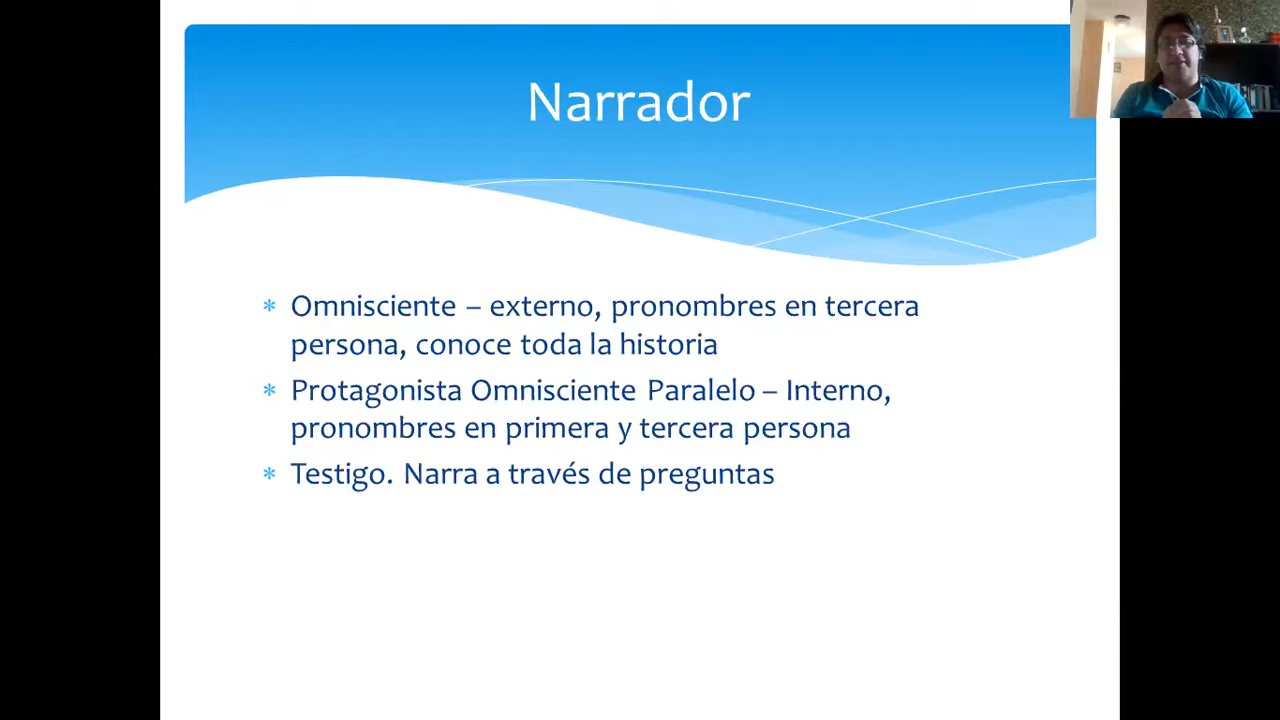 Narrador
* Omnisciente – externo, pronombres en tercera
persona, conoce toda la historia
* Protagonista Omnisciente Paralelo – Interno,
pronombres en primera y tercera persona
* Testigo. Narra a través de preguntas